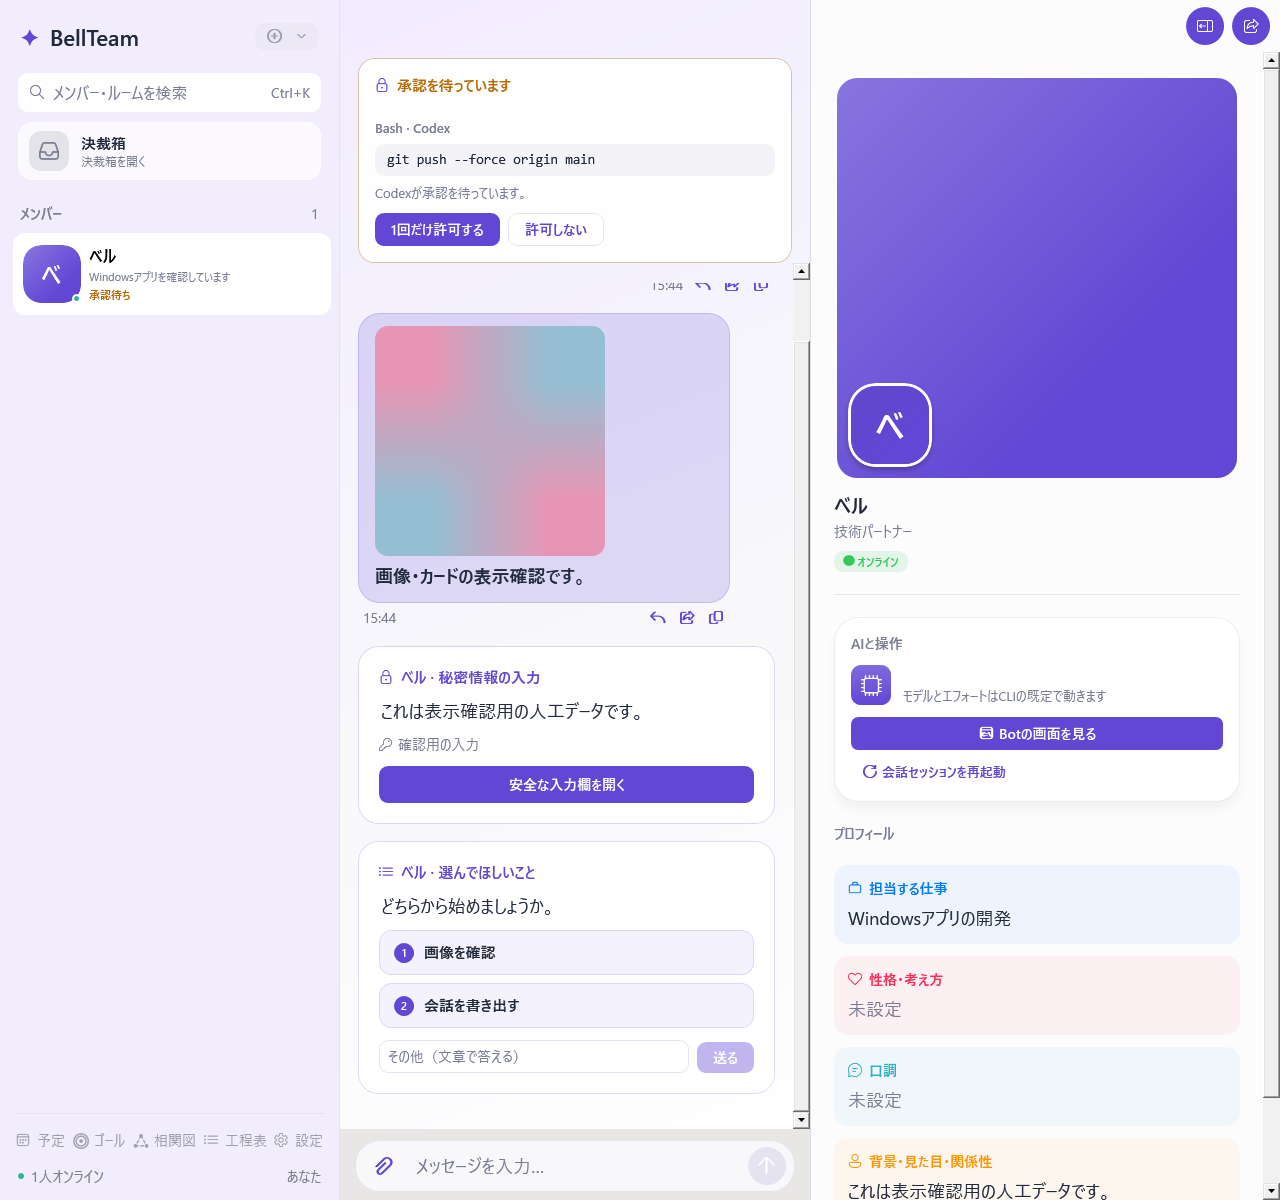 BellTeam
メンバー・ルームを検索 Ctrl+K
決裁箱
決裁箱を開く
メンバー 1
ベ
ベル
Windowsアプリを確認しています
承認待ち
予定 ゴール 相関図 工程表 設定
1人オンライン あなた
承認を待っています
Bash · Codex
git push --force origin main
Codexが承認を待っています。
1回だけ許可する 許可しない
15:44
画像・カードの表示確認です。
15:44
ベル · 秘密情報の入力
これは表示確認用の人工データです。
確認用の入力
安全な入力欄を開く
ベル · 選んでほしいこと
どちらから始めましょうか。
1 画像を確認
2 会話を書き出す
その他（文章で答える） 送る
メッセージを入力...
ベ
ベル
技術パートナー
オンライン
AIと操作
モデルとエフォートはCLIの既定で動きます
Botの画面を見る
会話セッションを再起動
プロフィール
担当する仕事
Windowsアプリの開発
性格・考え方
未設定
口調
未設定
背景・見た目・関係性
これは表示確認用の人工データです。